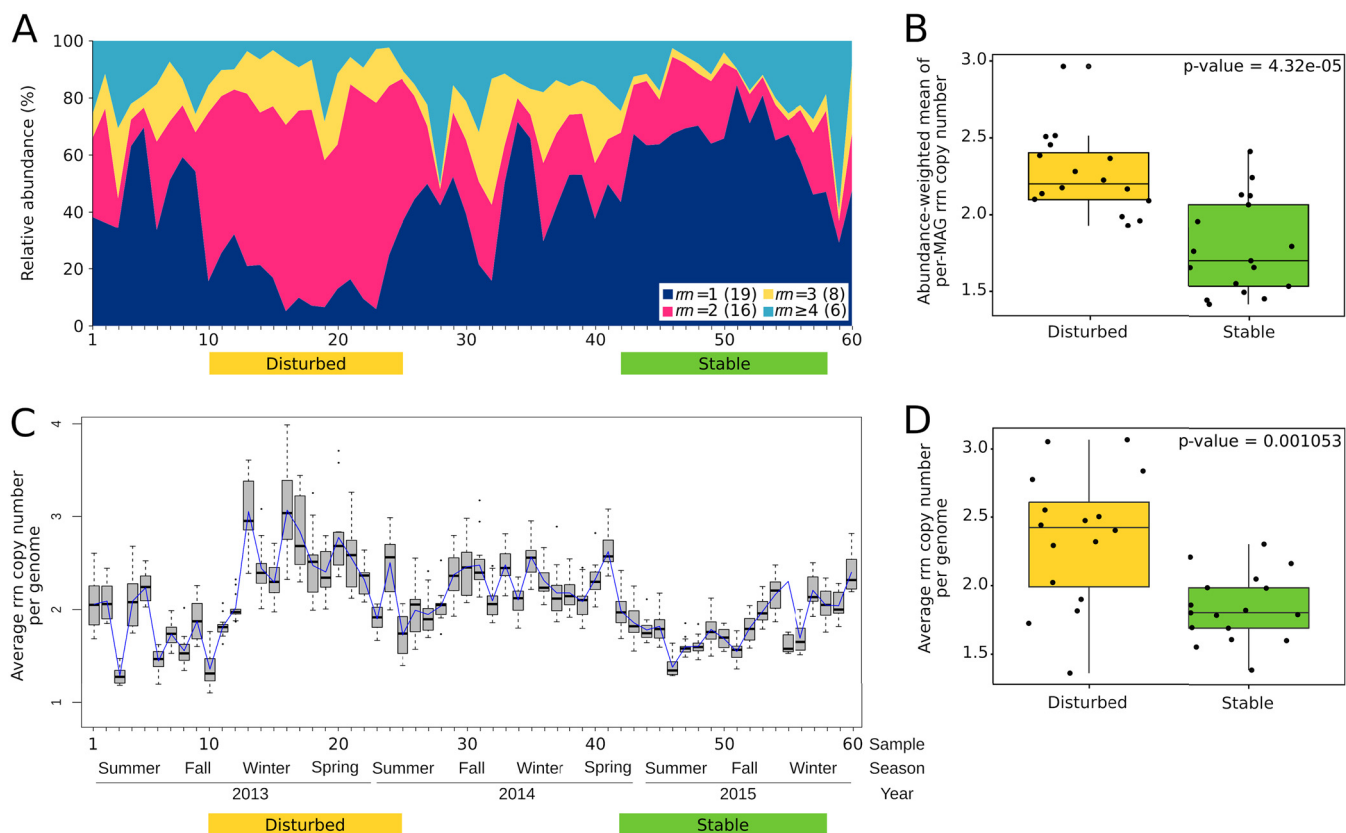 A
Relative abundance (%)
100
80
60
40
20
0
rrn=1 (19)
rrn=3 (8)
rrn=2 (16)
rrn≥4 (6)
1
10
20
30
40
50
60
Disturbed
Stable
B
Abundance-weighted mean of
per-MAG rrn copy number
3.0
2.5
2.0
1.5
p-value = 4.32e-05
Disturbed
Stable
C
Average rrn copy number
per genome
4
3
2
1
1
10
20
30
40
50
60
Sample
Summer
Fall
Winter
Spring
Summer
Fall
Winter
Spring
Summer
Fall
Winter
Season
2013
2014
2015
Year
Disturbed
Stable
D
Average rrn copy number
per genome
3.0
2.5
2.0
1.5
p-value = 0.001053
Disturbed
Stable